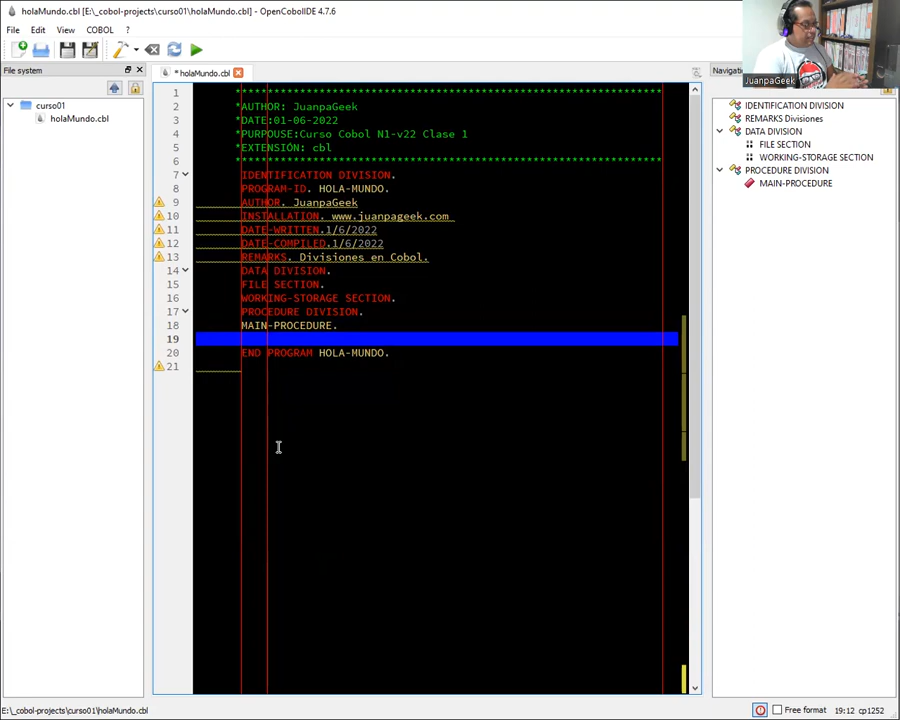 holaMundo.cbl [E:\_cobol-projects\curso01\holaMundo.cbl] - OpenCobolIDE 4.7.6
File Edit View COBOL ?
File system
* holaMundo.cbl
curso01
holaMundo.cbl
1 ******************************************************************
2 *AUTHOR: JuanpaGeek
3 *DATE:01-06-2022
4 *PURPOUSE:Curso Cobol N1-v22 Clase 1
5 *EXTENSIÓN: cbl
6 ******************************************************************
7 IDENTIFICATION DIVISION.
8 PROGRAM-ID. HOLA-MUNDO.
9 AUTHOR. JuanpaGeek
10 INSTALLATION. www.juanpageek.com
11 DATE-WRITTEN.1/6/2022
12 DATE-COMPILED.1/6/2022
13 REMARKS. Divisiones en Cobol.
14 DATA DIVISION.
15 FILE SECTION.
16 WORKING-STORAGE SECTION.
17 PROCEDURE DIVISION.
18 MAIN-PROCEDURE.
19
20 END PROGRAM HOLA-MUNDO.
21
JuanpaGeek
Navigati
IDENTIFICATION DIVISION
REMARKS Divisiones
DATA DIVISION
FILE SECTION
WORKING-STORAGE SECTION
PROCEDURE DIVISION
MAIN-PROCEDURE
E:\_cobol-projects\curso01\holaMundo.cbl
Free format 19:12 cp1252